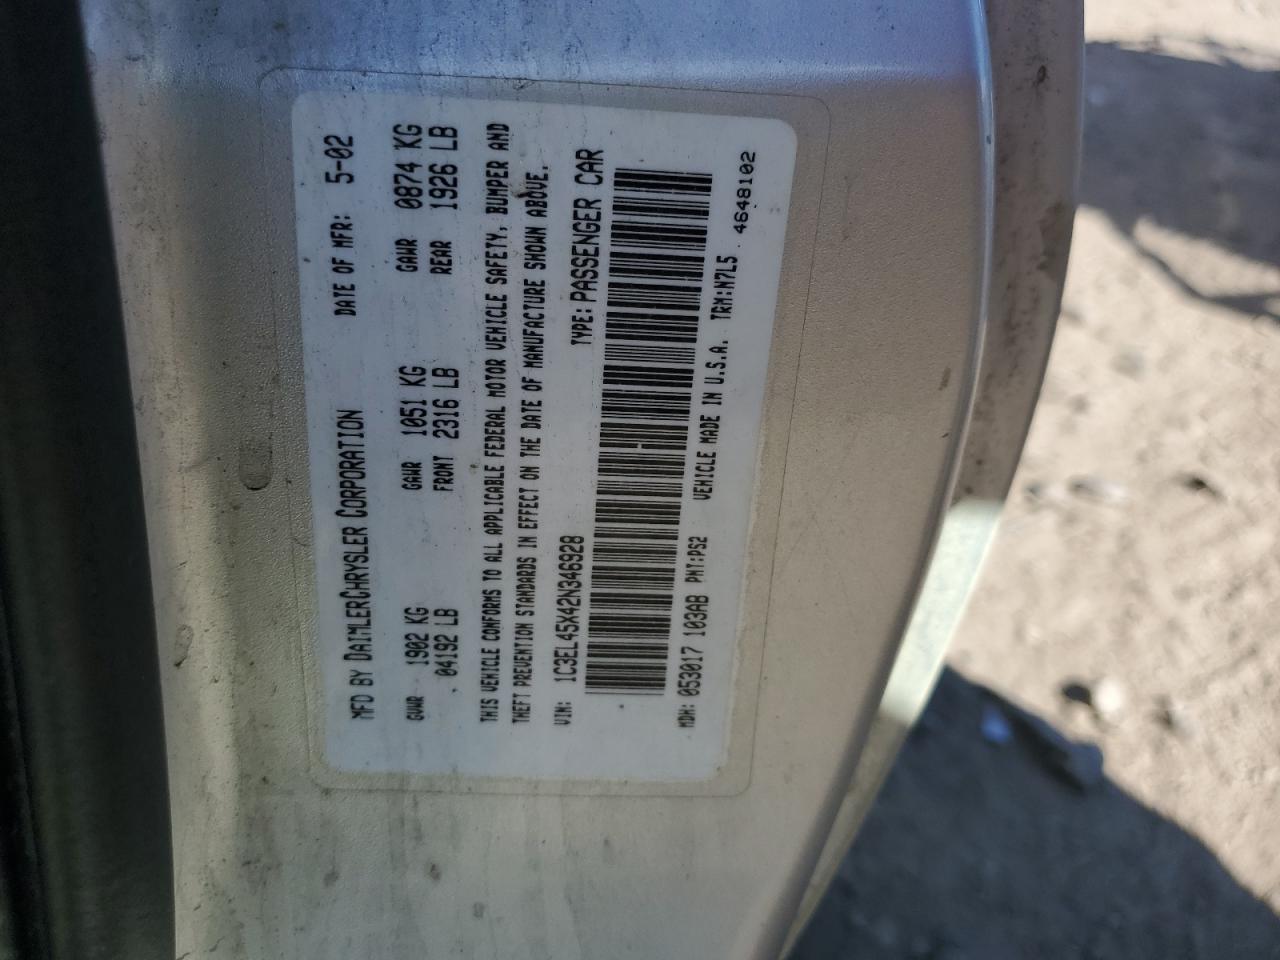 MFD BY DAIMLERCHRYSLER CORPORATION DATE OF MFR: 5-02
GVWR 1902 KG GAWR 1051 KG GAWR 0874 KG
04192 LB FRONT 2316 LB REAR 1926 LB
THIS VEHICLE CONFORMS TO ALL APPLICABLE FEDERAL MOTOR VEHICLE SAFETY, BUMPER AND
THEFT PREVENTION STANDARDS IN EFFECT ON THE DATE OF MANUFACTURE SHOWN ABOVE.
VIN: 1C3EL45X42N346928 TYPE: PASSENGER CAR
MDH: 053017 103AB PNT:PS2 VEHICLE MADE IN U.S.A. TRM:N7L5 4648102